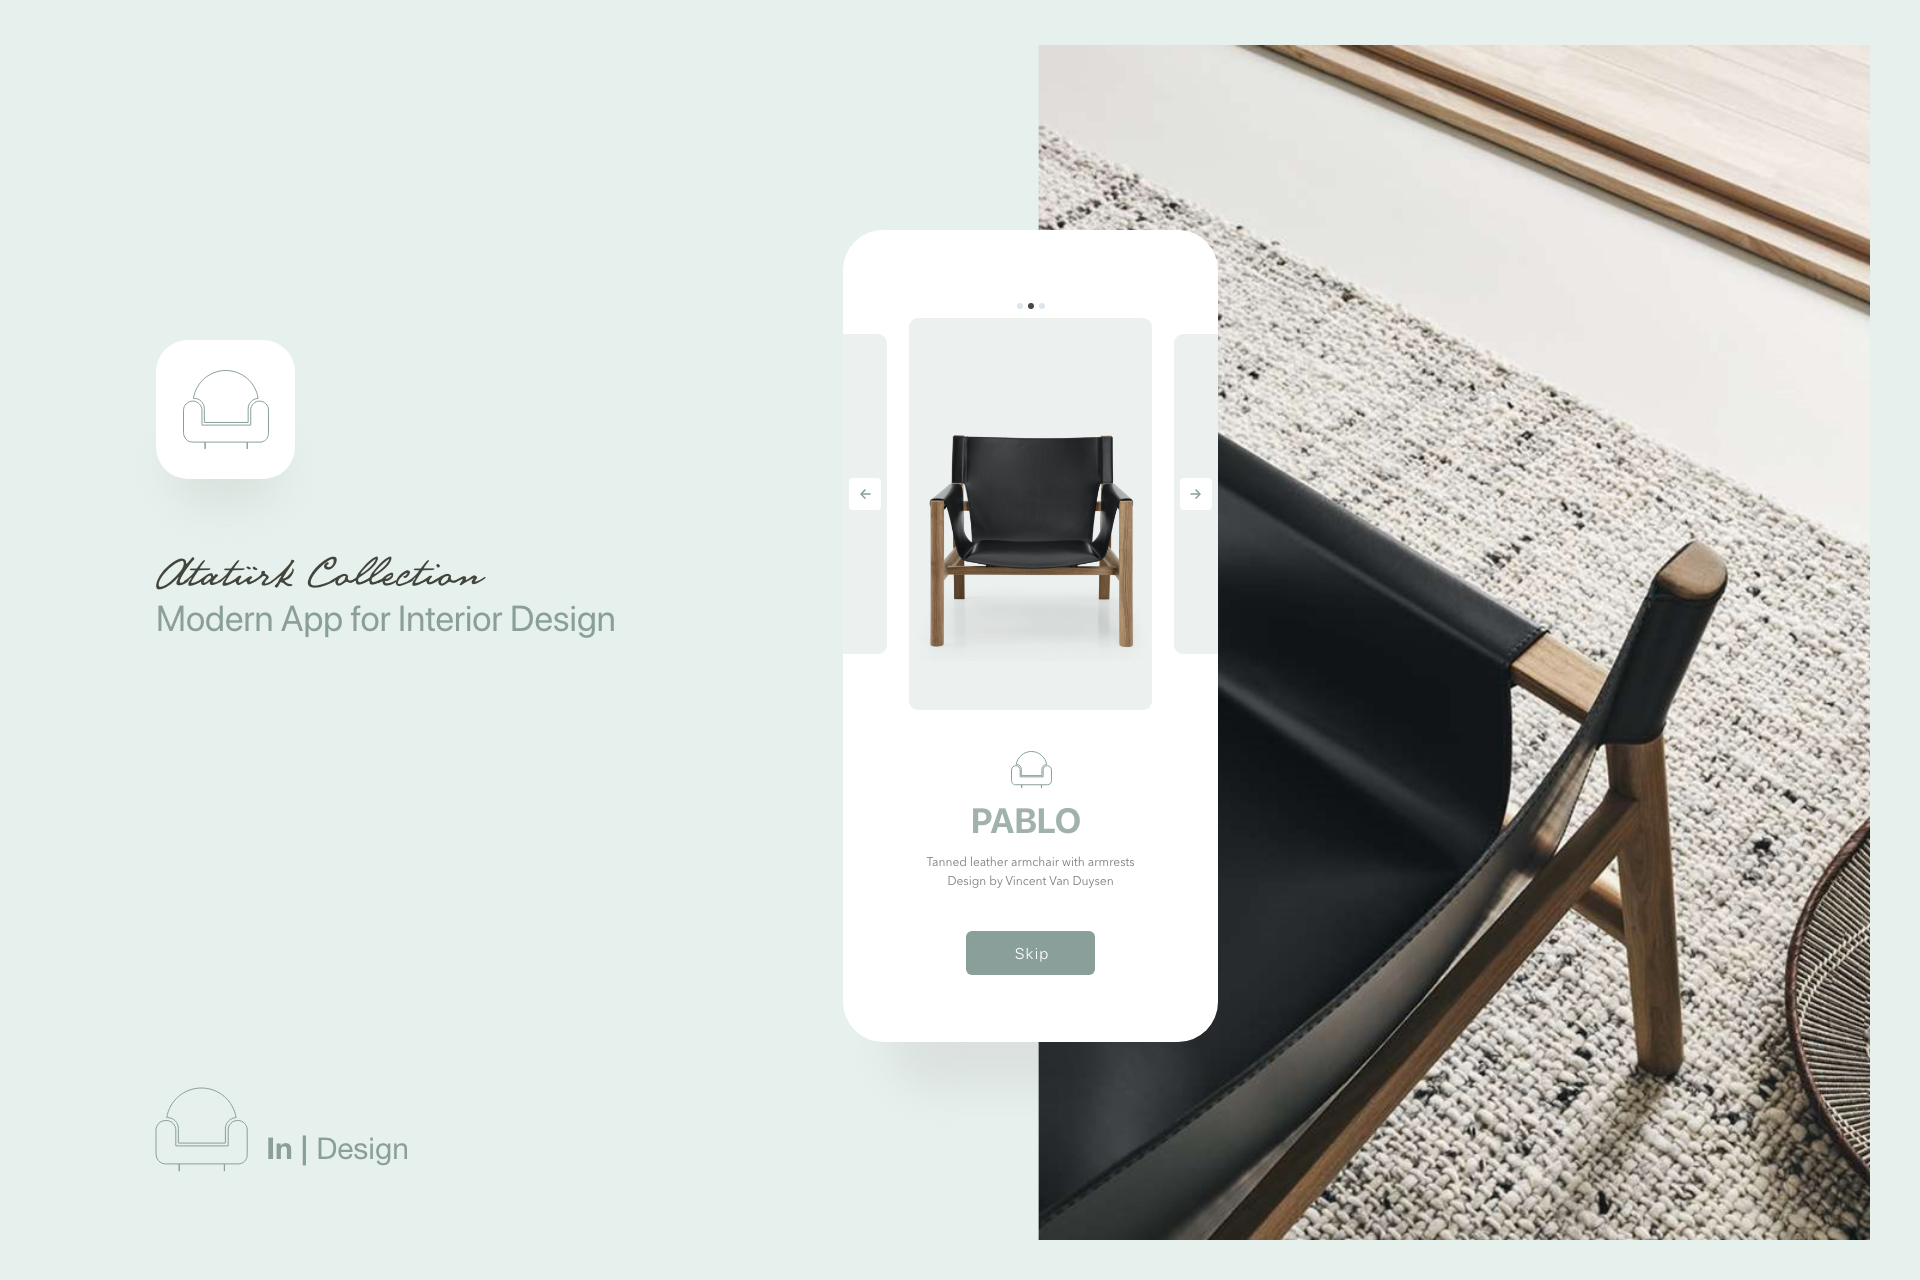 Atatürk Collection
Modern App for Interior Design
PABLO
Tanned leather armchair with armrests
Design by Vincent Van Duysen
Skip
In | Design